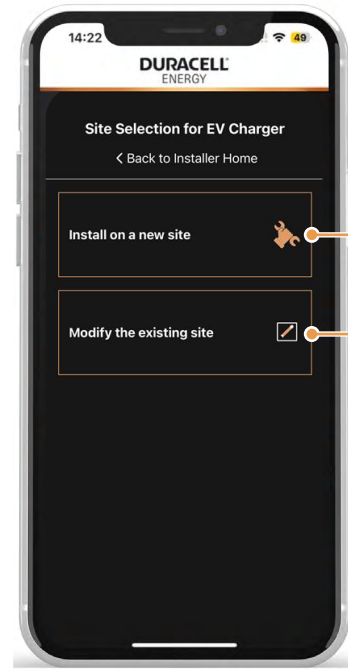 14:22
49
DURACELL
ENERGY
Site Selection for EV Charger
< Back to Installer Home
Install on a new site
Modify the existing site